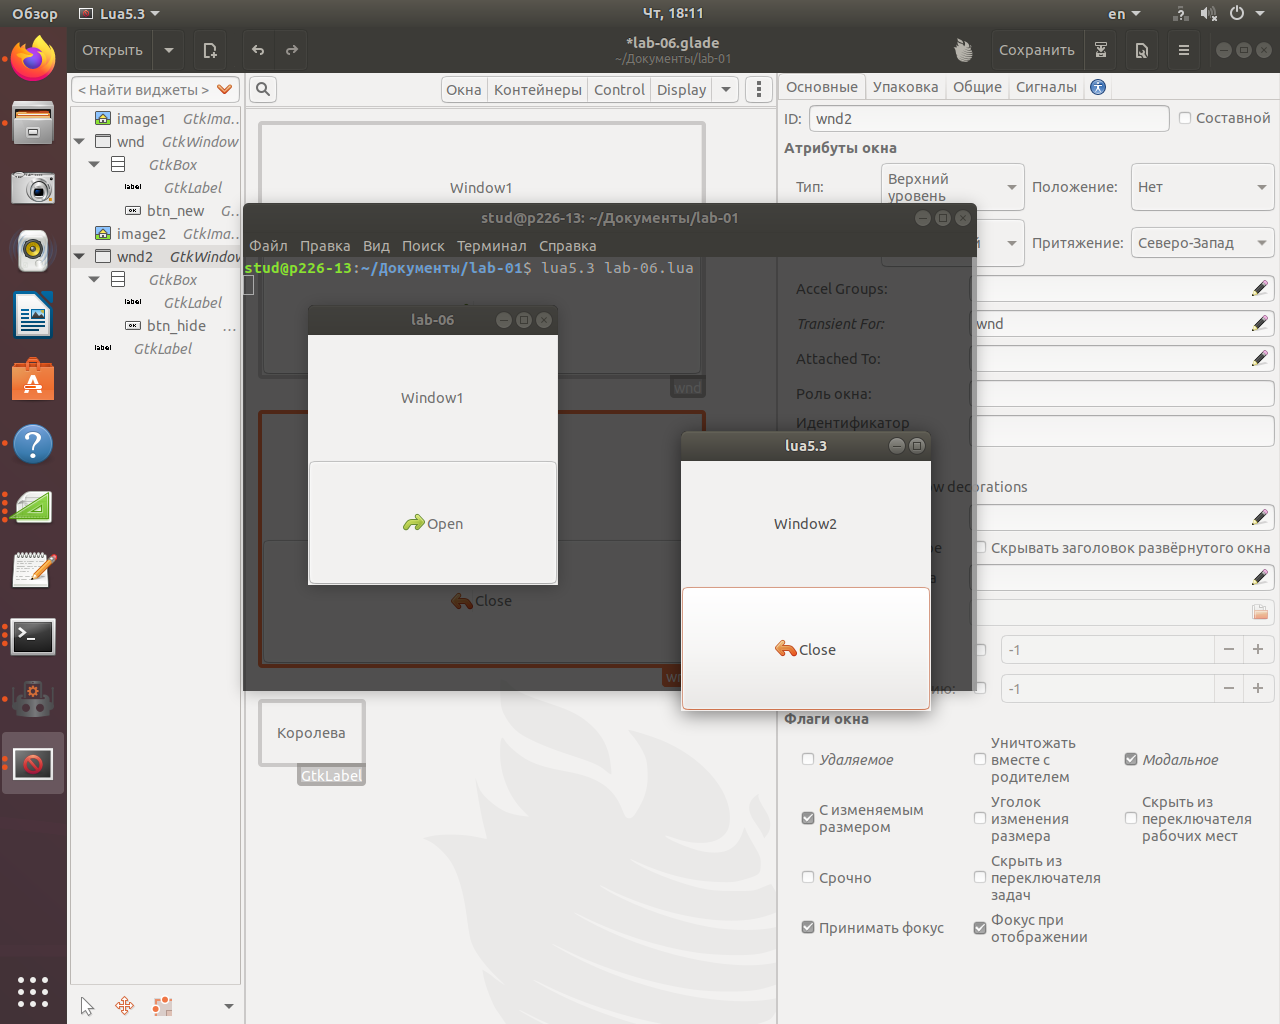 Обзор
Lua5.3
Чт, 18:11
en
Открыть
*lab-06.glade
~/Документы/lab-01
Сохранить
< Найти виджеты >
Окна
Контейнеры
Control
Display
Основные
Упаковка
Общие
Сигналы
image1 GtkIma…
wnd GtkWindow
GtkBox
label GtkLabel
btn_new G…
image2 GtkIma…
wnd2 GtkWindow
GtkBox
label GtkLabel
btn_hide …
label GtkLabel
Window1
wnd
Close
Королева
GtkLabel
ID: wnd2
Составной
Атрибуты окна
Тип: Верхний уровень
Положение: Нет
Притяжение: Северо-Запад
Accel Groups:
Transient For: wnd
Attached To:
Роль окна:
Идентификатор
decorations
Скрывать заголовок развёрнутого окна
-1
-1
Флаги окна
Удаляемое
Уничтожать вместе с родителем
Модальное
С изменяемым размером
Уголок изменения размера
Скрыть из переключателя рабочих мест
Срочно
Скрыть из переключателя задач
Принимать фокус
Фокус при отображении
stud@p226-13: ~/Документы/lab-01
Файл Правка Вид Поиск Терминал Справка
stud@p226-13:~/Документы/lab-01$ lua5.3 lab-06.lua
lab-06
Window1
Open
lua5.3
Window2
Close